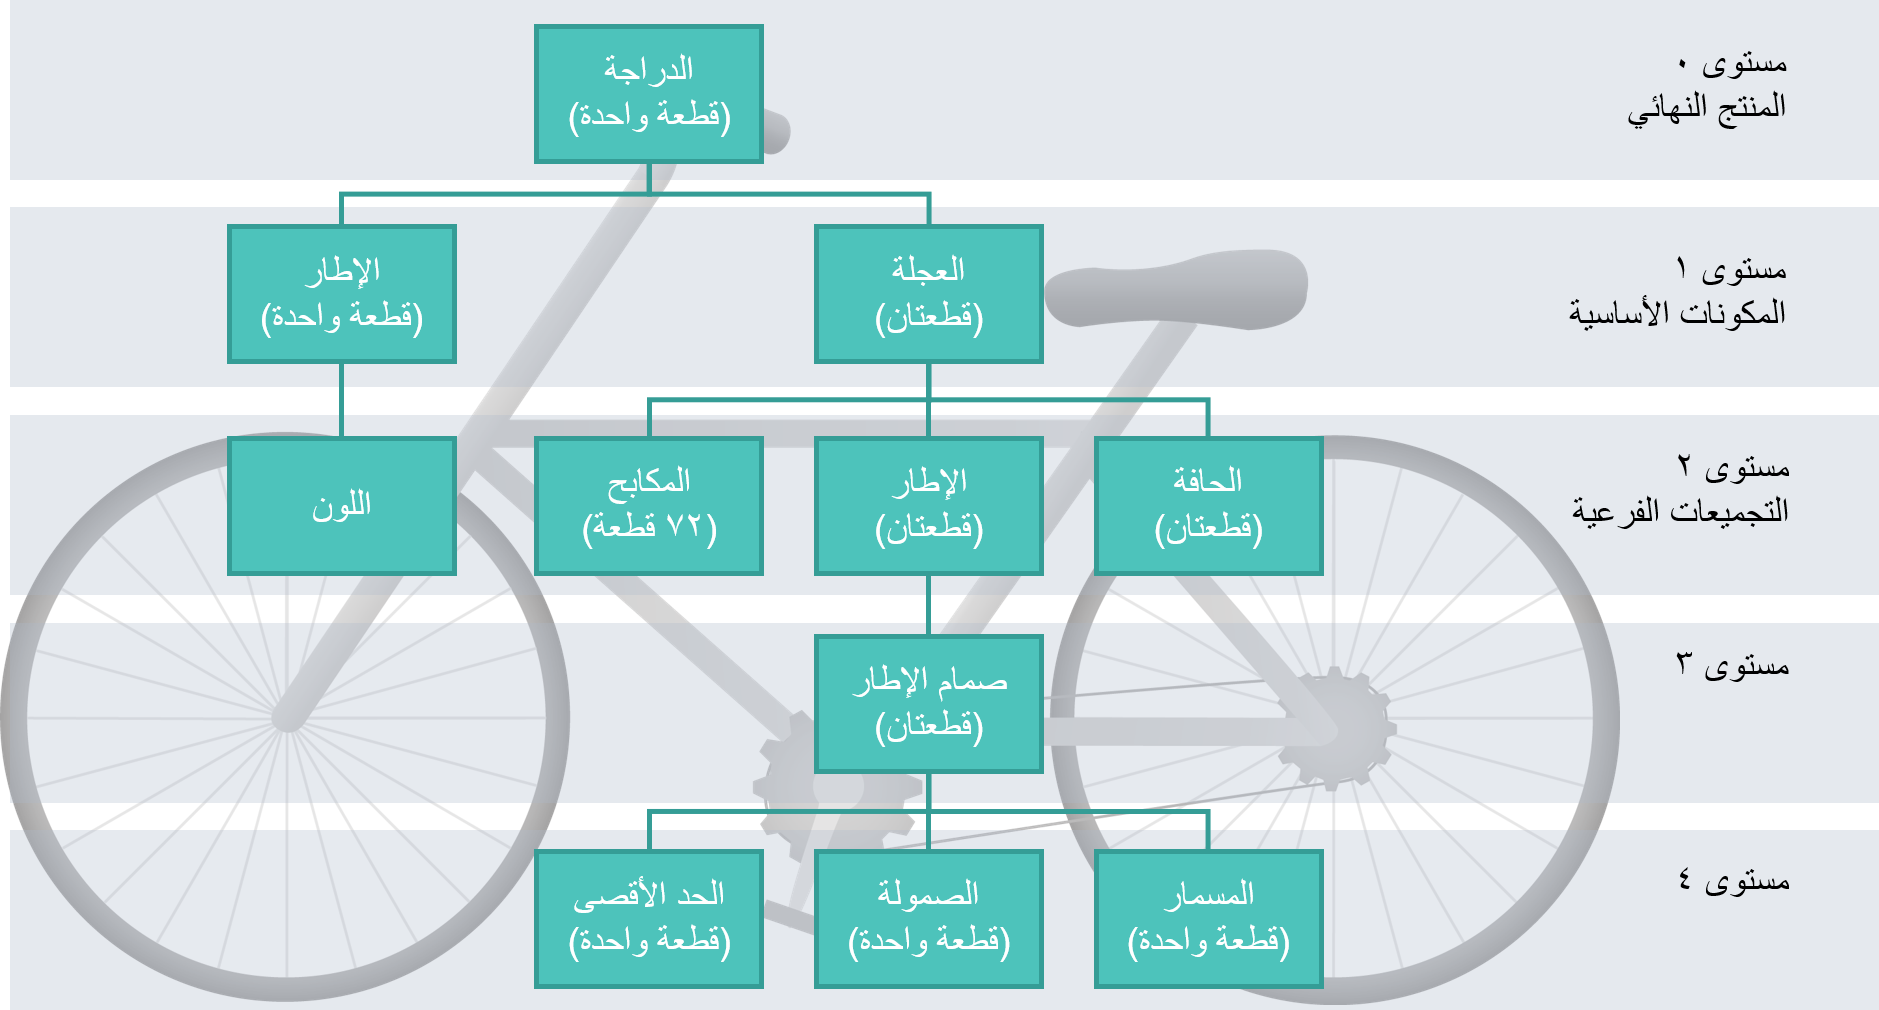 مستوى ٠
المنتج النهائي
الدراجة
(قطعة واحدة)
مستوى ١
المكونات الأساسية
العجلة
(قطعتان)
الإطار
(قطعة واحدة)
مستوى ٢
التجميعات الفرعية
الحافة
(قطعتان)
الإطار
(قطعتان)
المكابح
(٧٢ قطعة)
اللون
مستوى ٣
صمام الإطار
(قطعتان)
مستوى ٤
المسمار
(قطعة واحدة)
الصمولة
(قطعة واحدة)
الحد الأقصى
(قطعة واحدة)